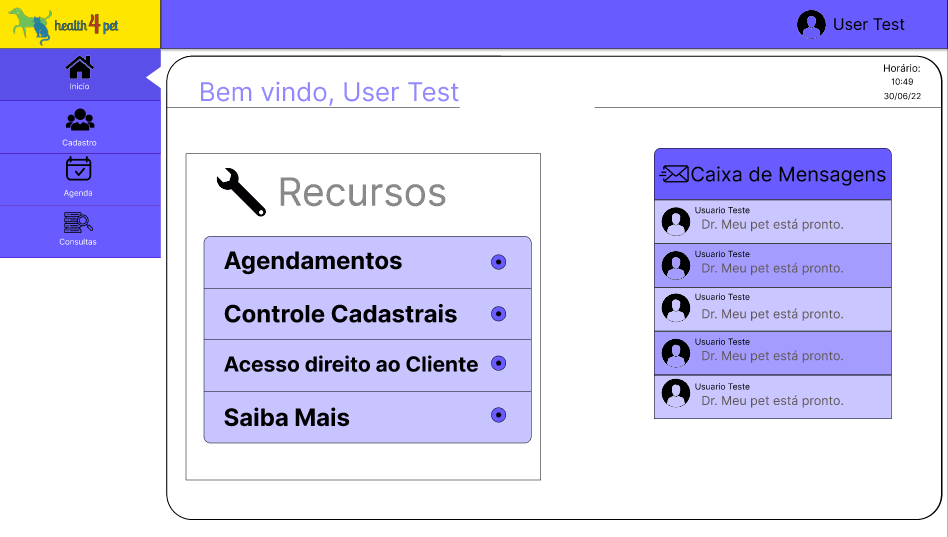 health4pet
User Test
Início
Cadastro
Agenda
Consultas
Bem vindo, User Test
Horário:
10:49
30/06/22
Recursos
Agendamentos
Controle Cadastrais
Acesso direito ao Cliente
Saiba Mais
Caixa de Mensagens
Usuario Teste
Dr. Meu pet está pronto.
Usuario Teste
Dr. Meu pet está pronto.
Usuario Teste
Dr. Meu pet está pronto.
Usuario Teste
Dr. Meu pet está pronto.
Usuario Teste
Dr. Meu pet está pronto.